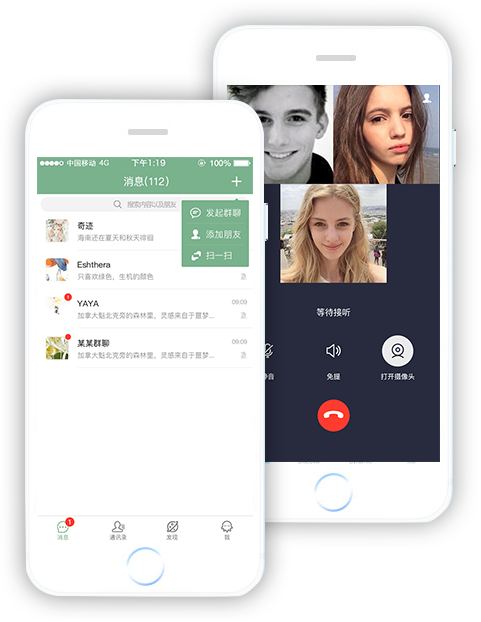 中国移动 4G 下午1:19 100%
消息(112)
搜索内容以及朋友
发起群聊
添加朋友
扫一扫
奇迹
海南还在夏天和秋天徘徊
Eshthera
只喜欢绿色，生机的颜色
YAYA 09:09
加拿大魁北克旁的森林里，灵感来自于噩梦...
某某群聊 09:09
加拿大魁北克旁的森林里，灵感来自于噩梦...
消息
通讯录
发现
我
等待接听
静音
免提
打开摄像头